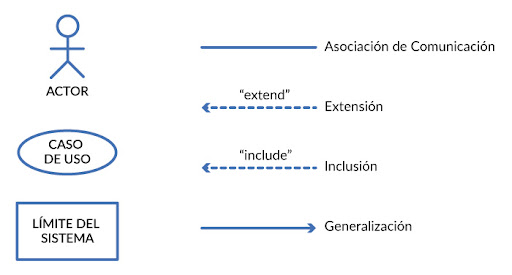 ACTOR
CASO
DE USO
LÍMITE DEL
SISTEMA
Asociación de Comunicación
“extend”
Extensión
“include”
Inclusión
Generalización